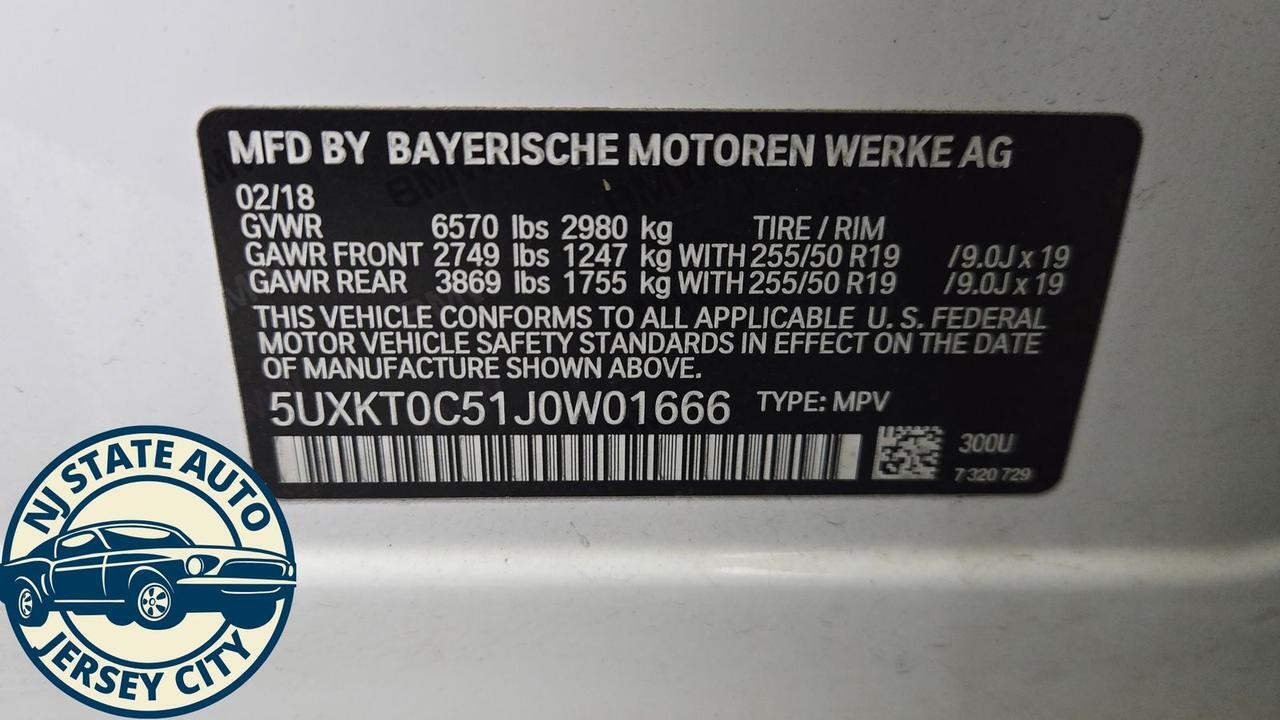 MFD BY BAYERISCHE MOTOREN WERKE AG
02/18
GVWR 6570 lbs 2980 kg TIRE / RIM
GAWR FRONT 2749 lbs 1247 kg WITH 255/50 R19 /9.0J x 19
GAWR REAR 3869 lbs 1755 kg WITH 255/50 R19 /9.0J x 19
THIS VEHICLE CONFORMS TO ALL APPLICABLE U. S. FEDERAL
MOTOR VEHICLE SAFETY STANDARDS IN EFFECT ON THE DATE
OF MANUFACTURE SHOWN ABOVE.
5UXKT0C51J0W01666 TYPE: MPV
300U
7 320 729
NJ STATE AUTO
JERSEY CITY